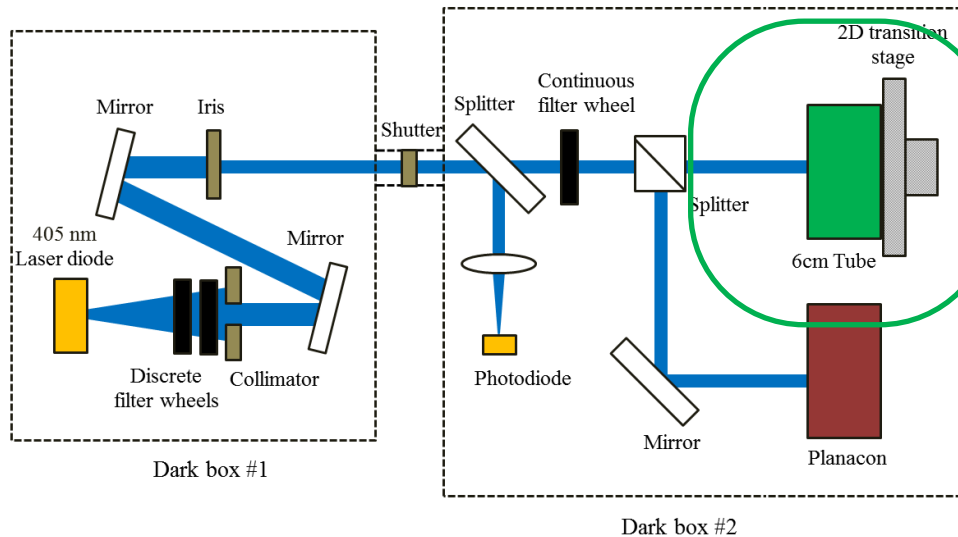 2D transition
stage
Continuous
filter wheel
Splitter
Mirror
Iris
Shutter
Splitter
405 nm
Laser diode
Mirror
6cm Tube
Discrete
filter wheels
Collimator
Photodiode
Mirror
Planacon
Dark box #1
Dark box #2